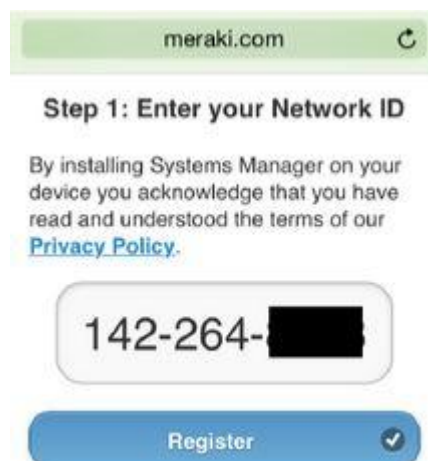 meraki.com
Step 1: Enter your Network ID
By installing Systems Manager on your
device you acknowledge that you have
read and understood the terms of our
Privacy Policy.
142-264-
Register